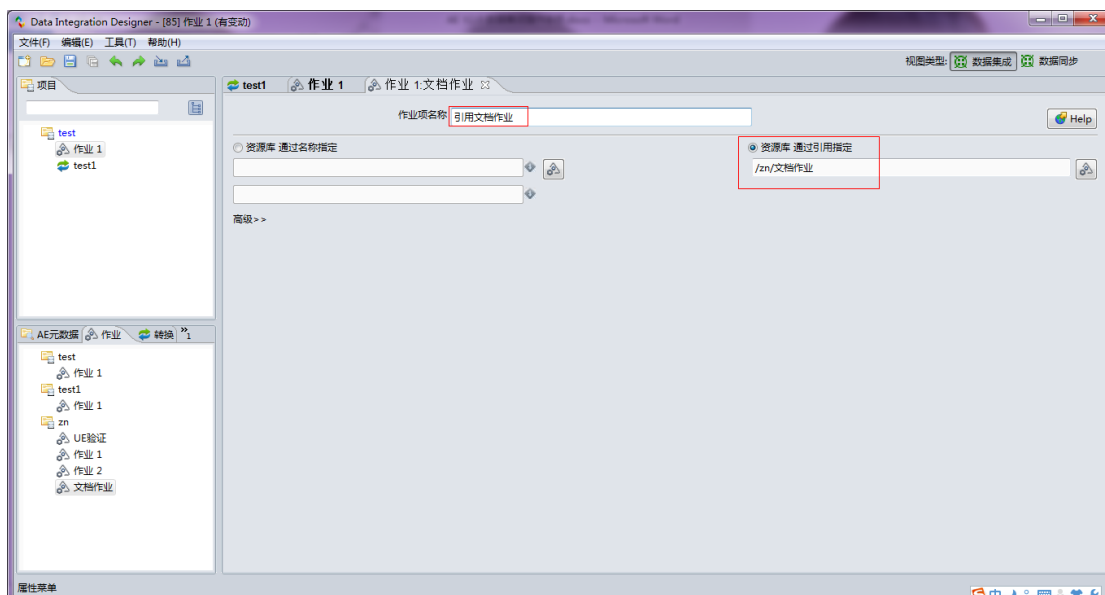 Data Integration Designer - [85] 作业 1 (有变动)
文件(F) 编辑(E) 工具(T) 帮助(H)
视图类型: 数据集成 数据同步
项目
test
作业 1
test1
test1 作业 1 作业 1:文档作业
作业项名称 引用文档作业
Help
资源库 通过名称指定
资源库 通过引用指定
/zn/文档作业
高级>>
AE元数据 作业 转换 »1
test
作业 1
test1
作业 1
zn
UE验证
作业 1
作业 2
文档作业
属性菜单
中